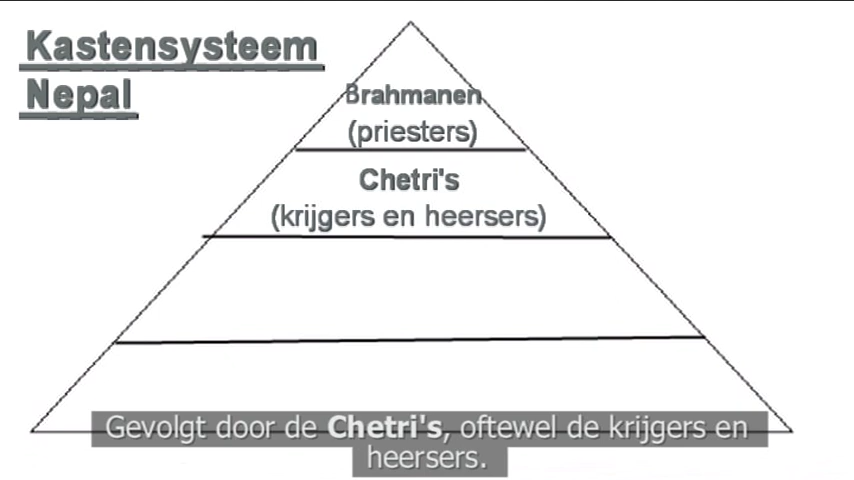 Kastensysteem
Nepal
Brahmanen
(priesters)
Chetri's
(krijgers en heersers)
Gevolgt door de Chetri's, oftewel de krijgers en
heersers.